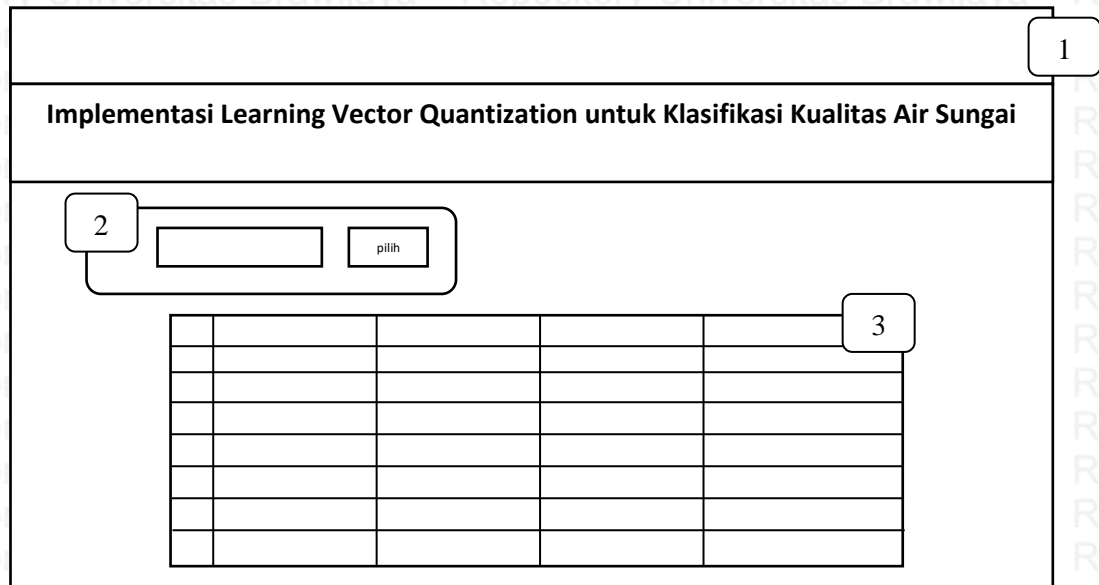 1
Implementasi Learning Vector Quantization untuk Klasifikasi Kualitas Air Sungai
2
pilih
3